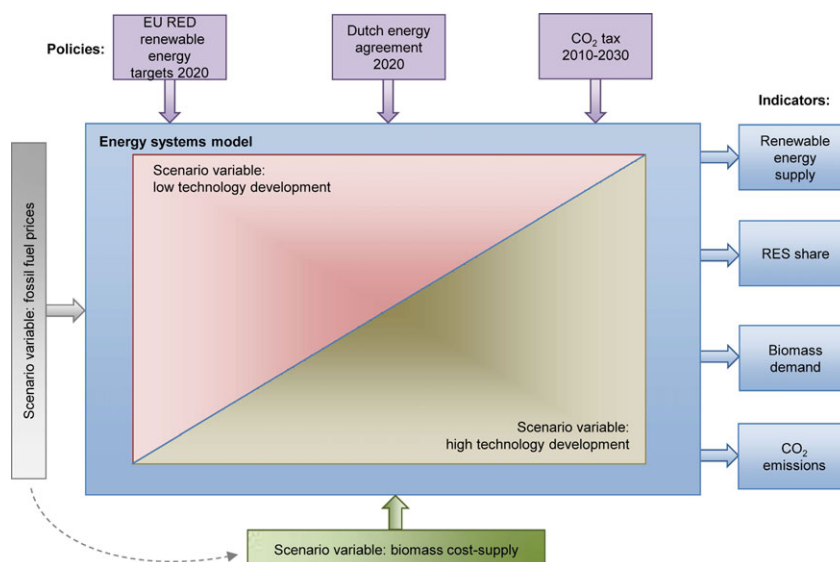 Policies:
EU RED
renewable
energy
targets 2020
Dutch energy
agreement
2020
CO₂ tax
2010-2030
Indicators:
Energy systems model
Scenario variable:
low technology development
Scenario variable:
high technology development
Scenario variable: fossil fuel prices
Renewable
energy
supply
RES share
Biomass
demand
CO₂
emissions
Scenario variable: biomass cost-supply